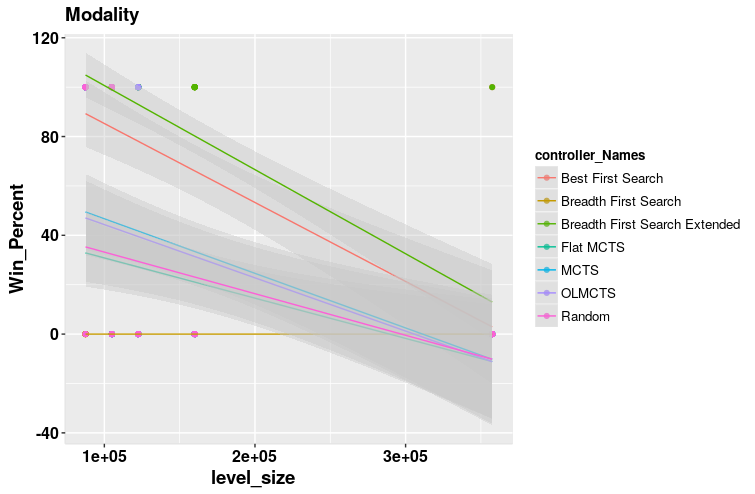 Modality
120
80
40
0
-40
Win_Percent
1e+05
2e+05
3e+05
level_size
controller_Names
Best First Search
Breadth First Search
Breadth First Search Extended
Flat MCTS
MCTS
OLMCTS
Random